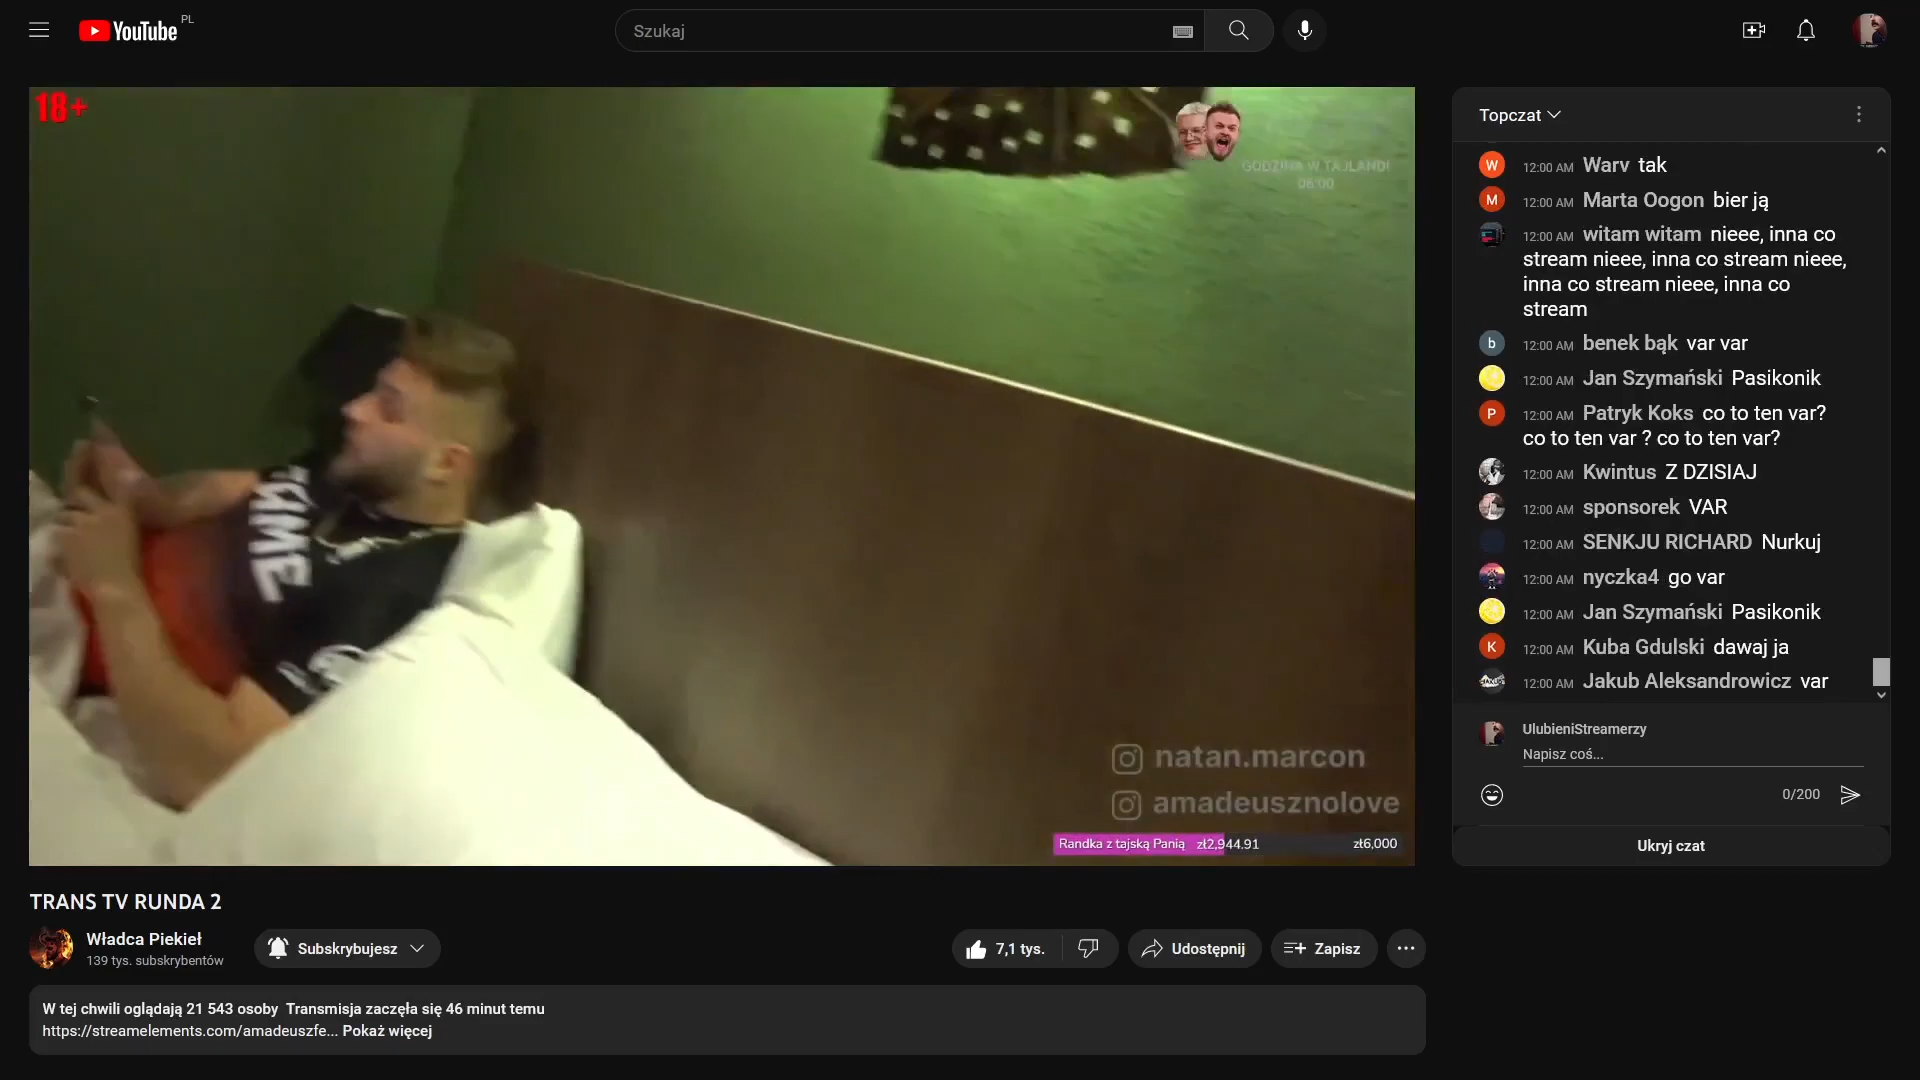 YouTube PL
Szukaj
18+
GODZINA W TAJLANDI
06:00
natan.marcon
amadeusznolove
Randka z tajską Panią zł2,944.91 zł6,000
TRANS TV RUNDA 2
Władca Piekieł
139 tys. subskrybentów
Subskrybujesz
7,1 tys.
Udostępnij
Zapisz
W tej chwili oglądają 21 543 osoby Transmisja zaczęła się 46 minut temu
https://streamelements.com/amadeuszfe... Pokaż więcej
Topczat
W 12:00 AM Warv tak
M 12:00 AM Marta Oogon bier ją
12:00 AM witam witam nieee, inna co
stream nieee, inna co stream nieee,
inna co stream nieee, inna co
stream
b 12:00 AM benek bąk var var
12:00 AM Jan Szymański Pasikonik
P 12:00 AM Patryk Koks co to ten var?
co to ten var ? co to ten var?
12:00 AM Kwintus Z DZISIAJ
12:00 AM sponsorek VAR
12:00 AM SENKJU RICHARD Nurkuj
12:00 AM nyczka4 go var
12:00 AM Jan Szymański Pasikonik
K 12:00 AM Kuba Gdulski dawaj ja
12:00 AM Jakub Aleksandrowicz var
UlubieniStreamerzy
Napisz coś...
0/200
Ukryj czat